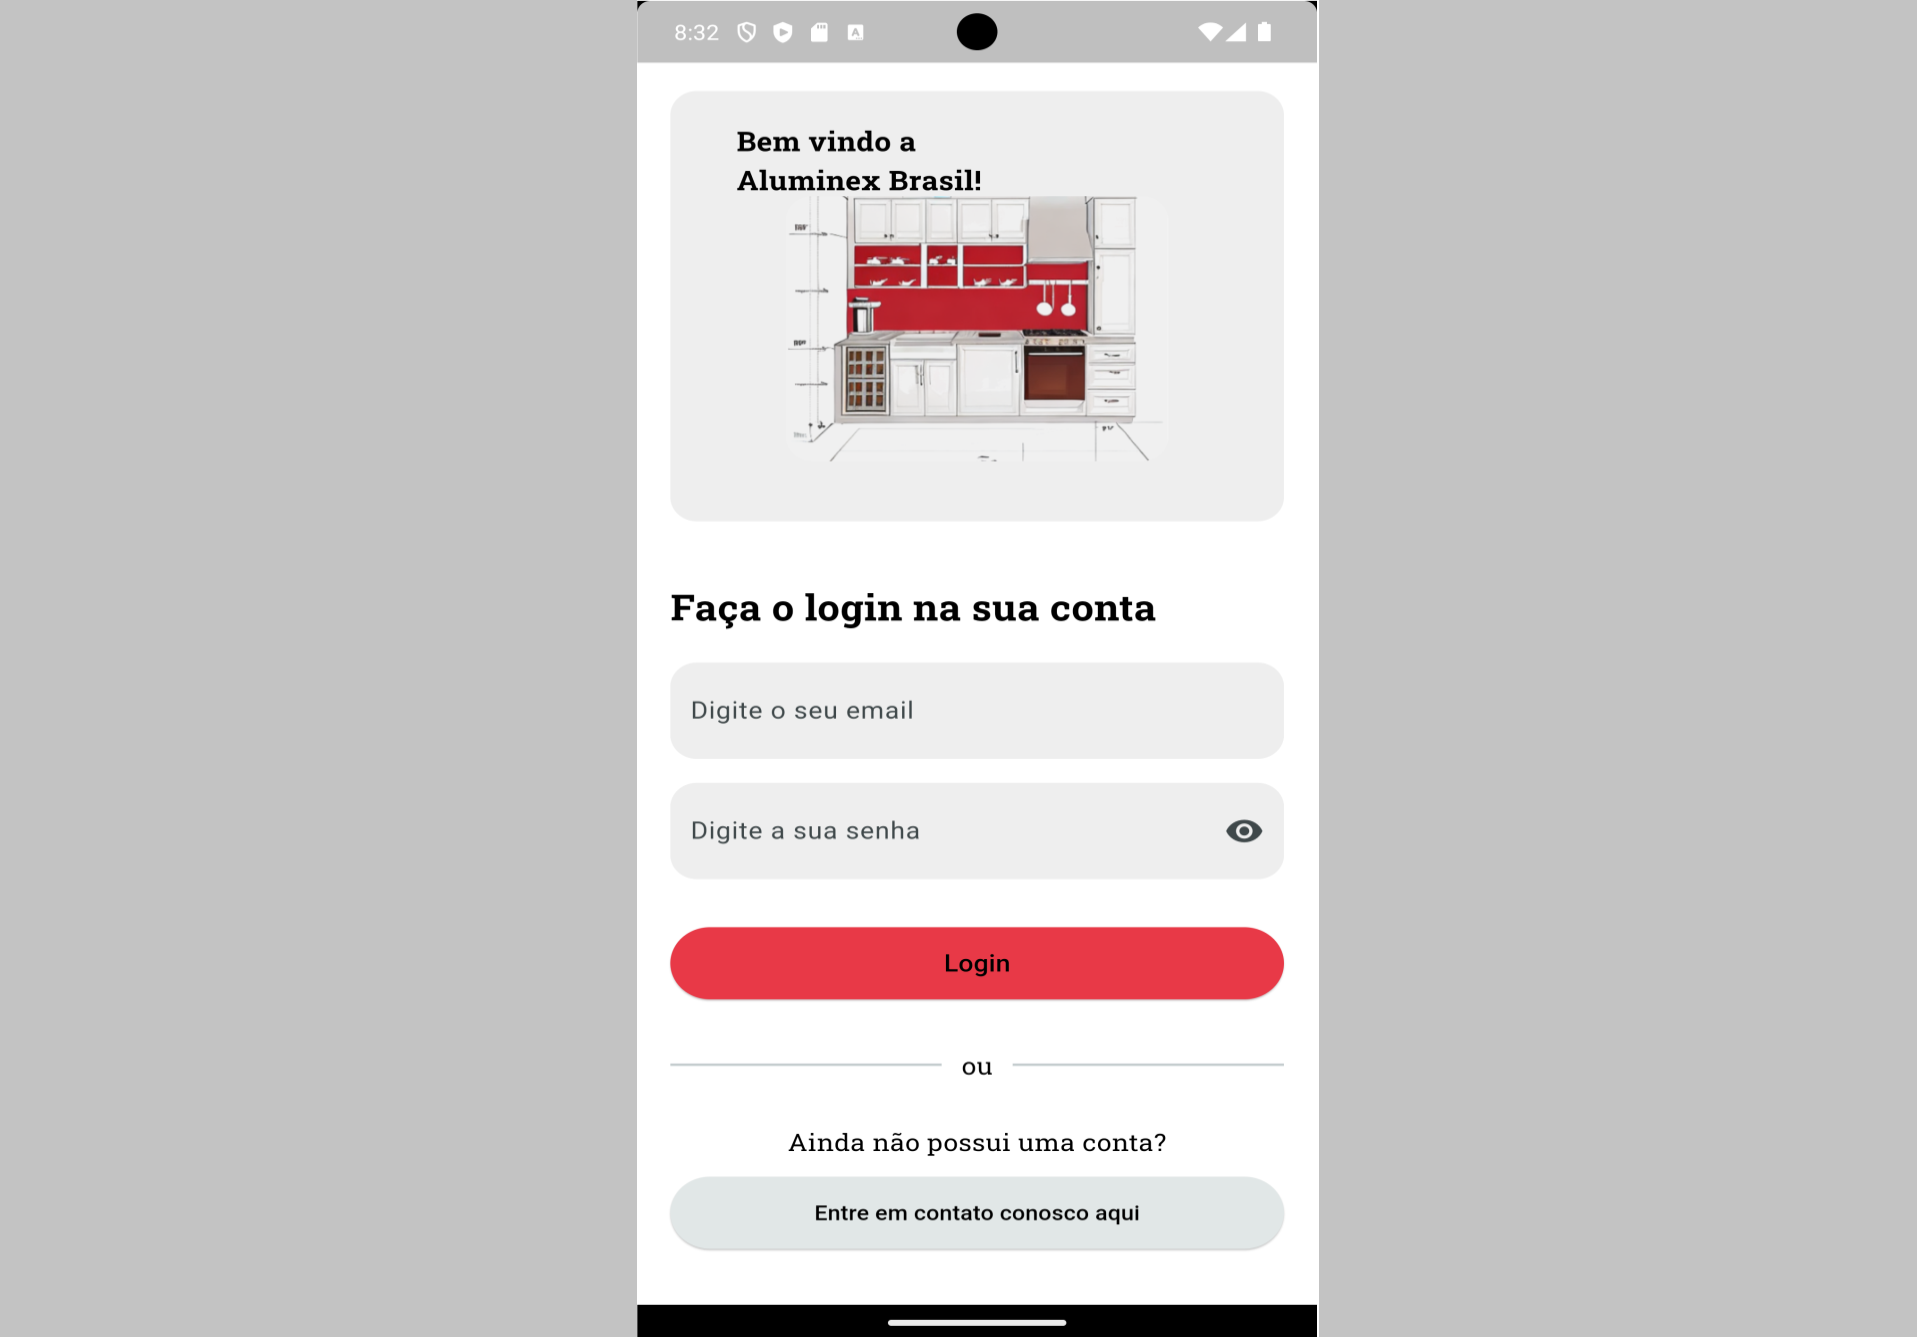 8:32
Bem vindo a
Aluminex Brasil!
Faça o login na sua conta
Digite o seu email
Digite a sua senha
Login
ou
Ainda não possui uma conta?
Entre em contato conosco aqui